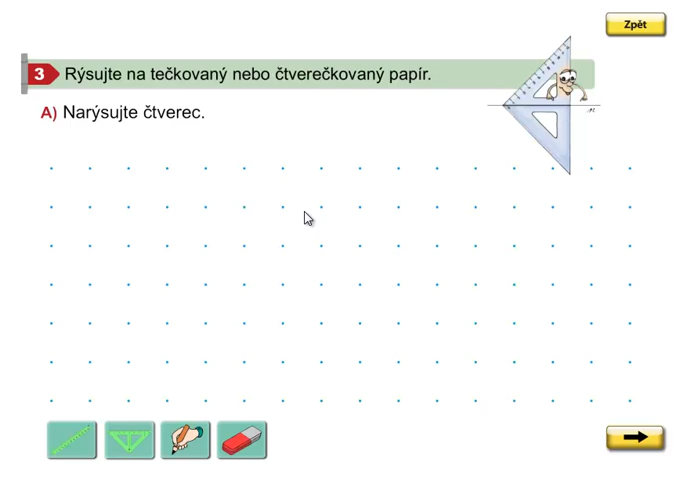 Zpět
3 Rýsujte na tečkovaný nebo čtverečkovaný papír.
A) Narýsujte čtverec.